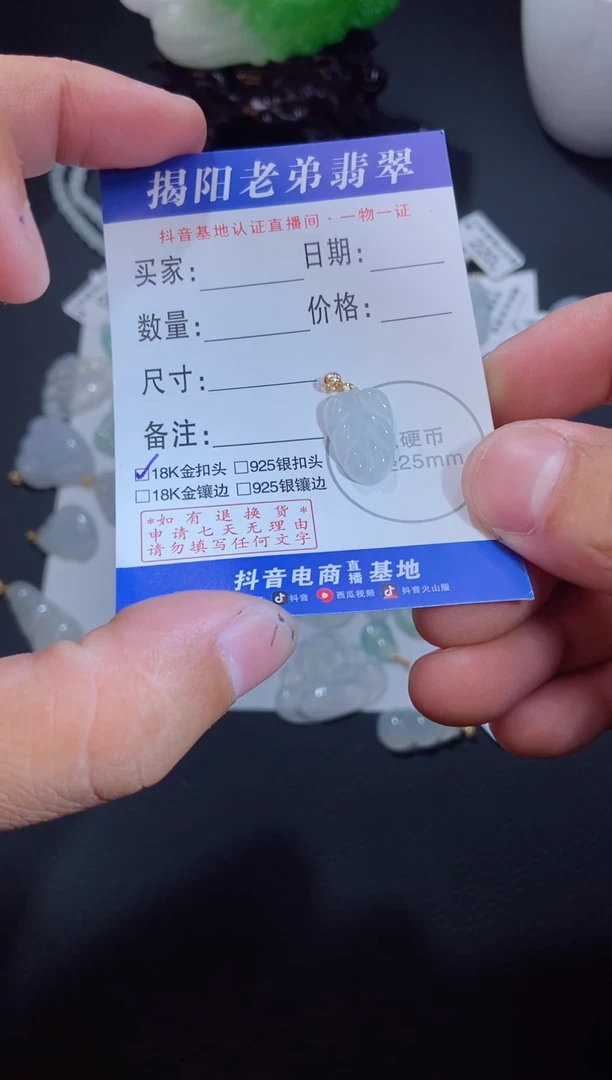 揭阳老弟翡翠
抖音基地认证直播间·一物一证
买家: 日期:
数量: 价格:
尺寸:
备注:
硬币
25mm
18K金扣头 925银扣头
18K金镶边 925银镶边
*如有退换货*
申请七天无理由
请勿填写任何文字
抖音电商直播基地
抖音 西瓜视频 抖音火山版